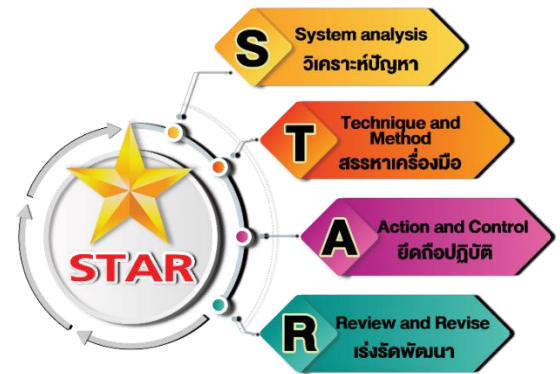 S
System analysis
วิเคราะห์ปัญหา
T
Technique and
Method
สรรหาเครื่องมือ
A
Action and Control
ยึดถือปฏิบัติ
R
Review and Revise
เร่งรัดพัฒนา
STAR